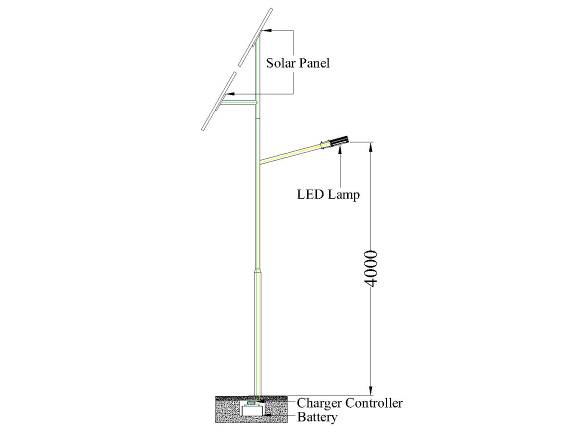 Solar Panel
LED Lamp
4000
Charger Controller
Battery